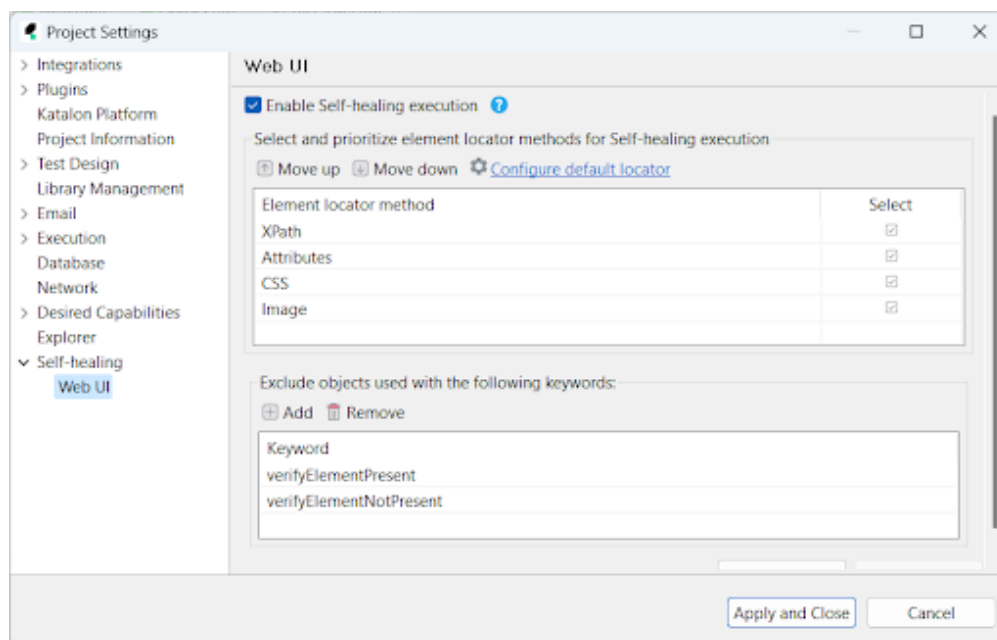 Project Settings
Integrations
Plugins
Katalon Platform
Project Information
Test Design
Library Management
Email
Execution
Database
Network
Desired Capabilities
Explorer
Self-healing
Web UI
Web UI
Enable Self-healing execution
Select and prioritize element locator methods for Self-healing execution
Move up Move down Configure default locator
Element locator method Select
XPath
Attributes
CSS
Image
Exclude objects used with the following keywords:
Add Remove
Keyword
verifyElementPresent
verifyElementNotPresent
Apply and Close Cancel